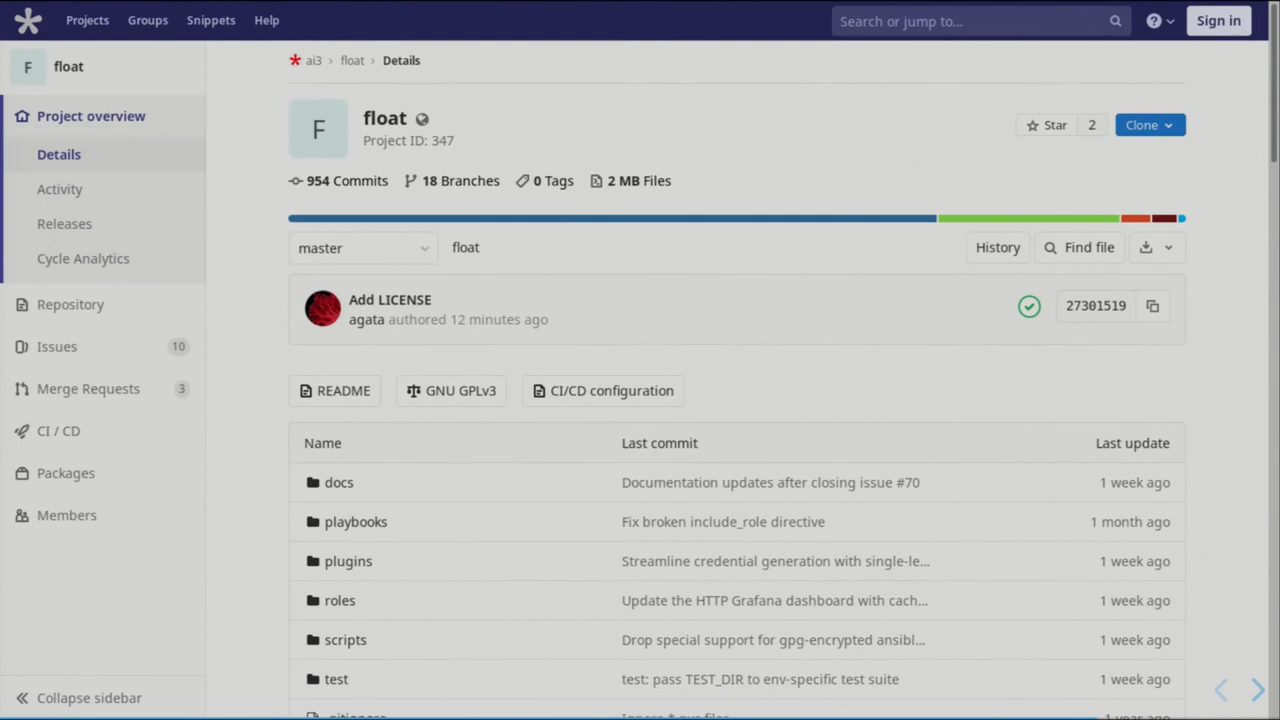 Projects Groups Snippets Help Search or jump to... Sign in
F float
ai3 > float > Details
Project overview
Details
Activity
Releases
Cycle Analytics
Repository
Issues 10
Merge Requests 3
CI / CD
Packages
Members
Collapse sidebar
F
float
Project ID: 347
Star 2 Clone
954 Commits 18 Branches 0 Tags 2 MB Files
master float History Find file
Add LICENSE
agata authored 12 minutes ago
27301519
README GNU GPLv3 CI/CD configuration
Name Last commit Last update
docs Documentation updates after closing issue #70 1 week ago
playbooks Fix broken include_role directive 1 month ago
plugins Streamline credential generation with single-le... 1 week ago
roles Update the HTTP Grafana dashboard with cach... 1 week ago
scripts Drop special support for gpg-encrypted ansibl... 1 week ago
test test: pass TEST_DIR to env-specific test suite 1 week ago
.gitignore Ignore *.pyc files 1 year ago